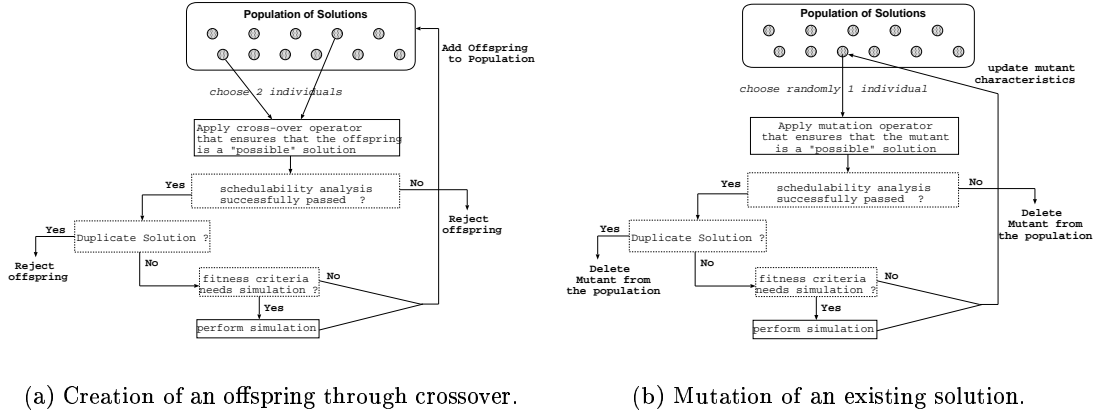 Population of Solutions
Add Offspring
to Population
choose 2 individuals
Apply cross-over operator
that ensures that the offspring
is a "possible" solution
Yes
schedulability analysis
successfully passed ?
No
Reject
offspring
Yes
Duplicate Solution ?
Reject
offspring
No
fitness criteria
needs simulation ?
No
Yes
perform simulation
(a) Creation of an offspring through crossover.
Population of Solutions
update mutant
characteristics
choose randomly 1 individual
Apply mutation operator
that ensures that the mutant
is a "possible" solution
Yes
schedulability analysis
successfully passed ?
No
Delete
Mutant from
the population
Yes
Duplicate Solution ?
Delete
Mutant from
the population
No
fitness criteria
needs simulation ?
No
Yes
perform simulation
(b) Mutation of an existing solution.